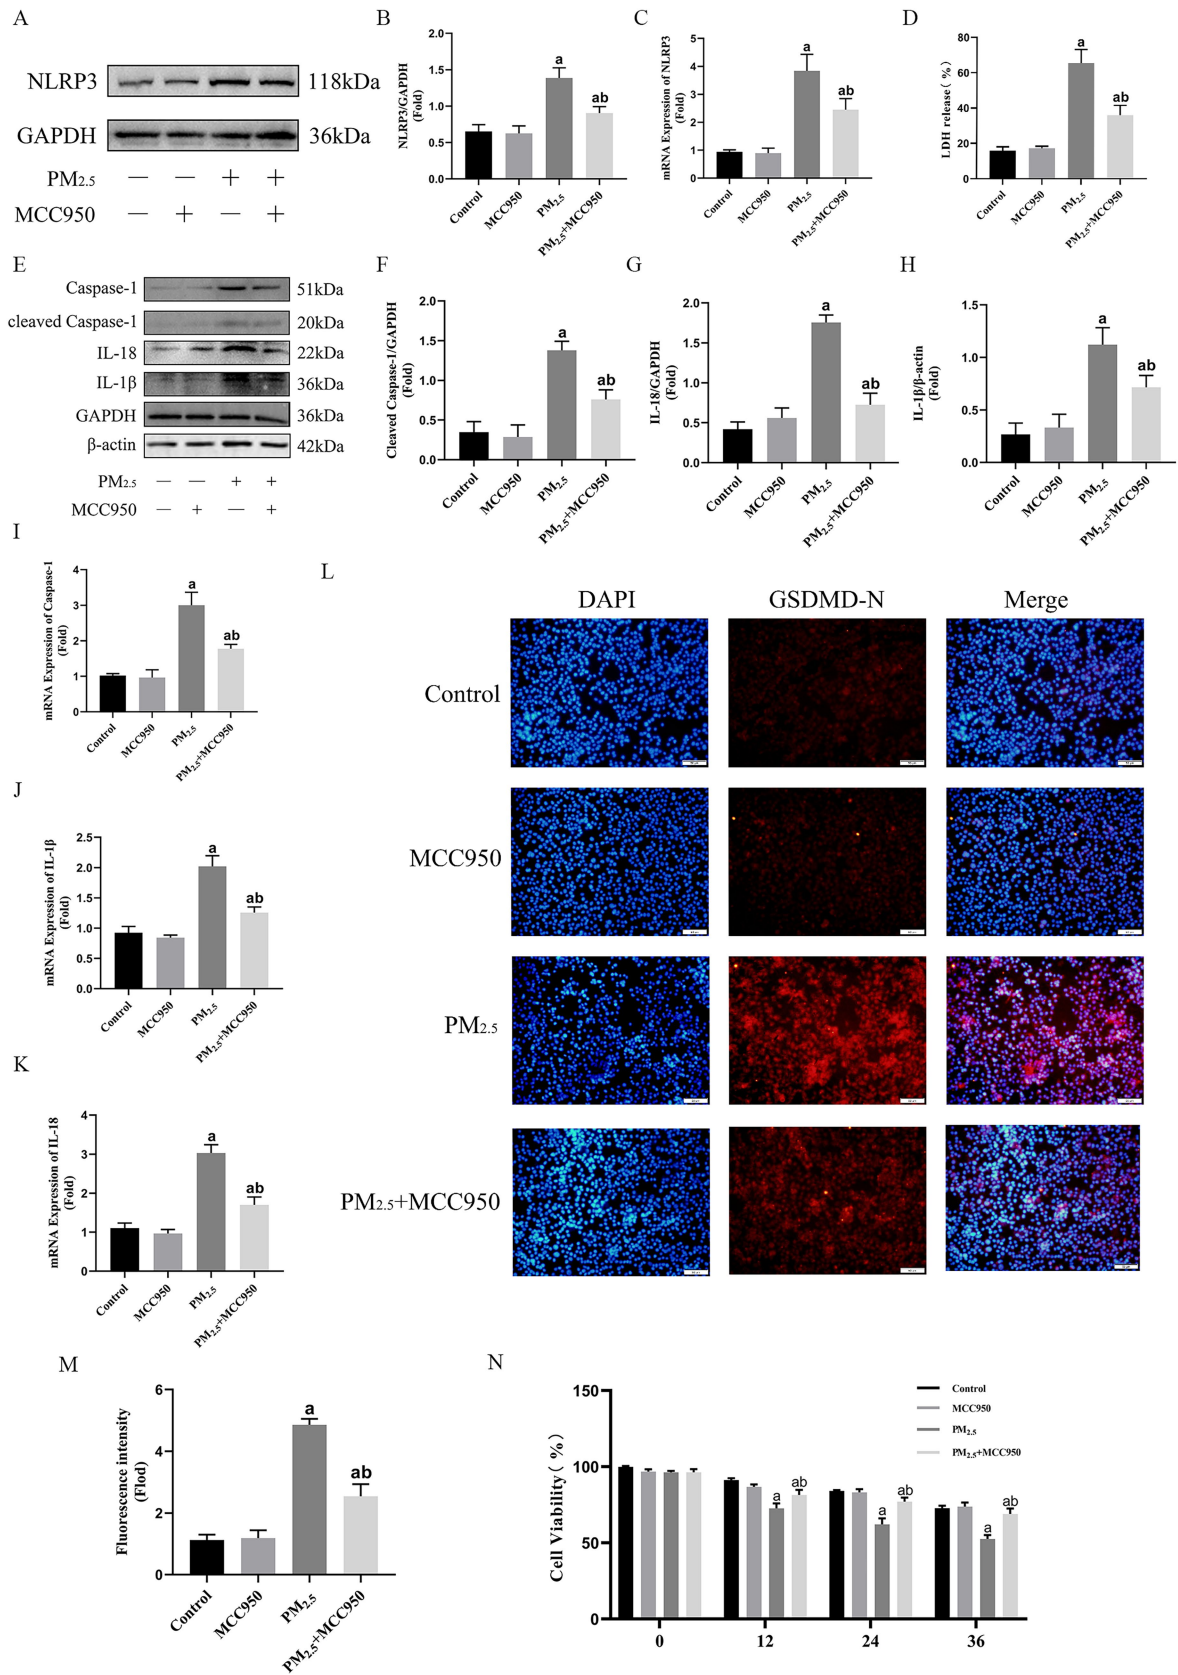 A
NLRP3
118kDa
GAPDH
36kDa
PM2.5 — — + +
MCC950 — + — +
B
NLRP3/GAPDH
(Fold)
2.0
1.5
1.0
0.5
0.0
a
ab
Control
MCC950
PM2.5
PM2.5+MCC950
C
mRNA Expression of NLRP3
(Fold)
5
4
3
2
1
0
a
ab
Control
MCC950
PM2.5
PM2.5+MCC950
D
LDH release( %)
80
60
40
20
0
a
ab
Control
MCC950
PM2.5
PM2.5+MCC950
E
Caspase-1 51kDa
cleaved Caspase-1 20kDa
IL-18 22kDa
IL-1β 36kDa
GAPDH 36kDa
β-actin 42kDa
PM2.5 — — + +
MCC950 — + — +
F
Cleaved Caspase-1/GAPDH
(Fold)
2.0
1.5
1.0
0.5
0.0
a
ab
Control
MCC950
PM2.5
PM2.5+MCC950
G
IL-18/GAPDH
(Fold)
2.0
1.5
1.0
0.5
0.0
a
ab
Control
MCC950
PM2.5
PM2.5+MCC950
H
IL-1β/β-actin
(Fold)
1.5
1.0
0.5
0.0
a
ab
Control
MCC950
PM2.5
PM2.5+MCC950
I
mRNA Expression of Caspase-1
(Fold)
4
3
2
1
0
a
ab
Control
MCC950
PM2.5
PM2.5+MCC950
J
mRNA Expression of IL-1β
(Fold)
2.5
2.0
1.5
1.0
0.5
0.0
a
ab
Control
MCC950
PM2.5
PM2.5+MCC950
K
mRNA Expression of IL-18
(Fold)
4
3
2
1
0
a
ab
Control
MCC950
PM2.5
PM2.5+MCC950
L
DAPI GSDMD-N Merge
Control
MCC950
PM2.5
PM2.5+MCC950
M
Fluorescence intensity
(Flod)
6
4
2
0
a
ab
Control
MCC950
PM2.5
PM2.5+MCC950
N
Cell Viability( %)
150
100
50
0
Control
MCC950
PM2.5
PM2.5+MCC950
a
ab
a
ab
a
ab
0 12 24 36